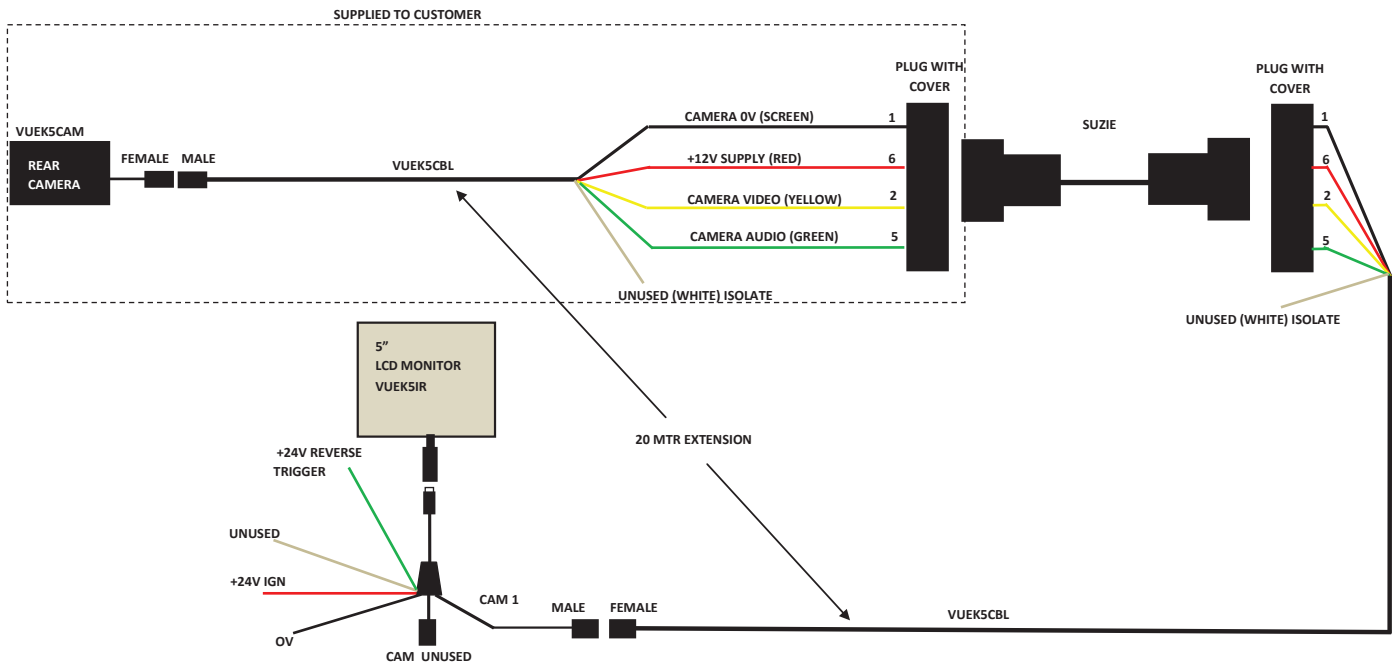 SUPPLIED TO CUSTOMER
PLUG WITH
COVER
PLUG WITH
COVER
VUEK5CAM
REAR
CAMERA
FEMALE
MALE
VUEK5CBL
CAMERA 0V (SCREEN)
1
+12V SUPPLY (RED)
6
CAMERA VIDEO (YELLOW)
2
CAMERA AUDIO (GREEN)
5
UNUSED (WHITE) ISOLATE
SUZIE
1
6
2
5
UNUSED (WHITE) ISOLATE
5”
LCD MONITOR
VUEK5IR
20 MTR EXTENSION
+24V REVERSE
TRIGGER
UNUSED
+24V IGN
OV
CAM UNUSED
CAM 1
MALE
FEMALE
VUEK5CBL